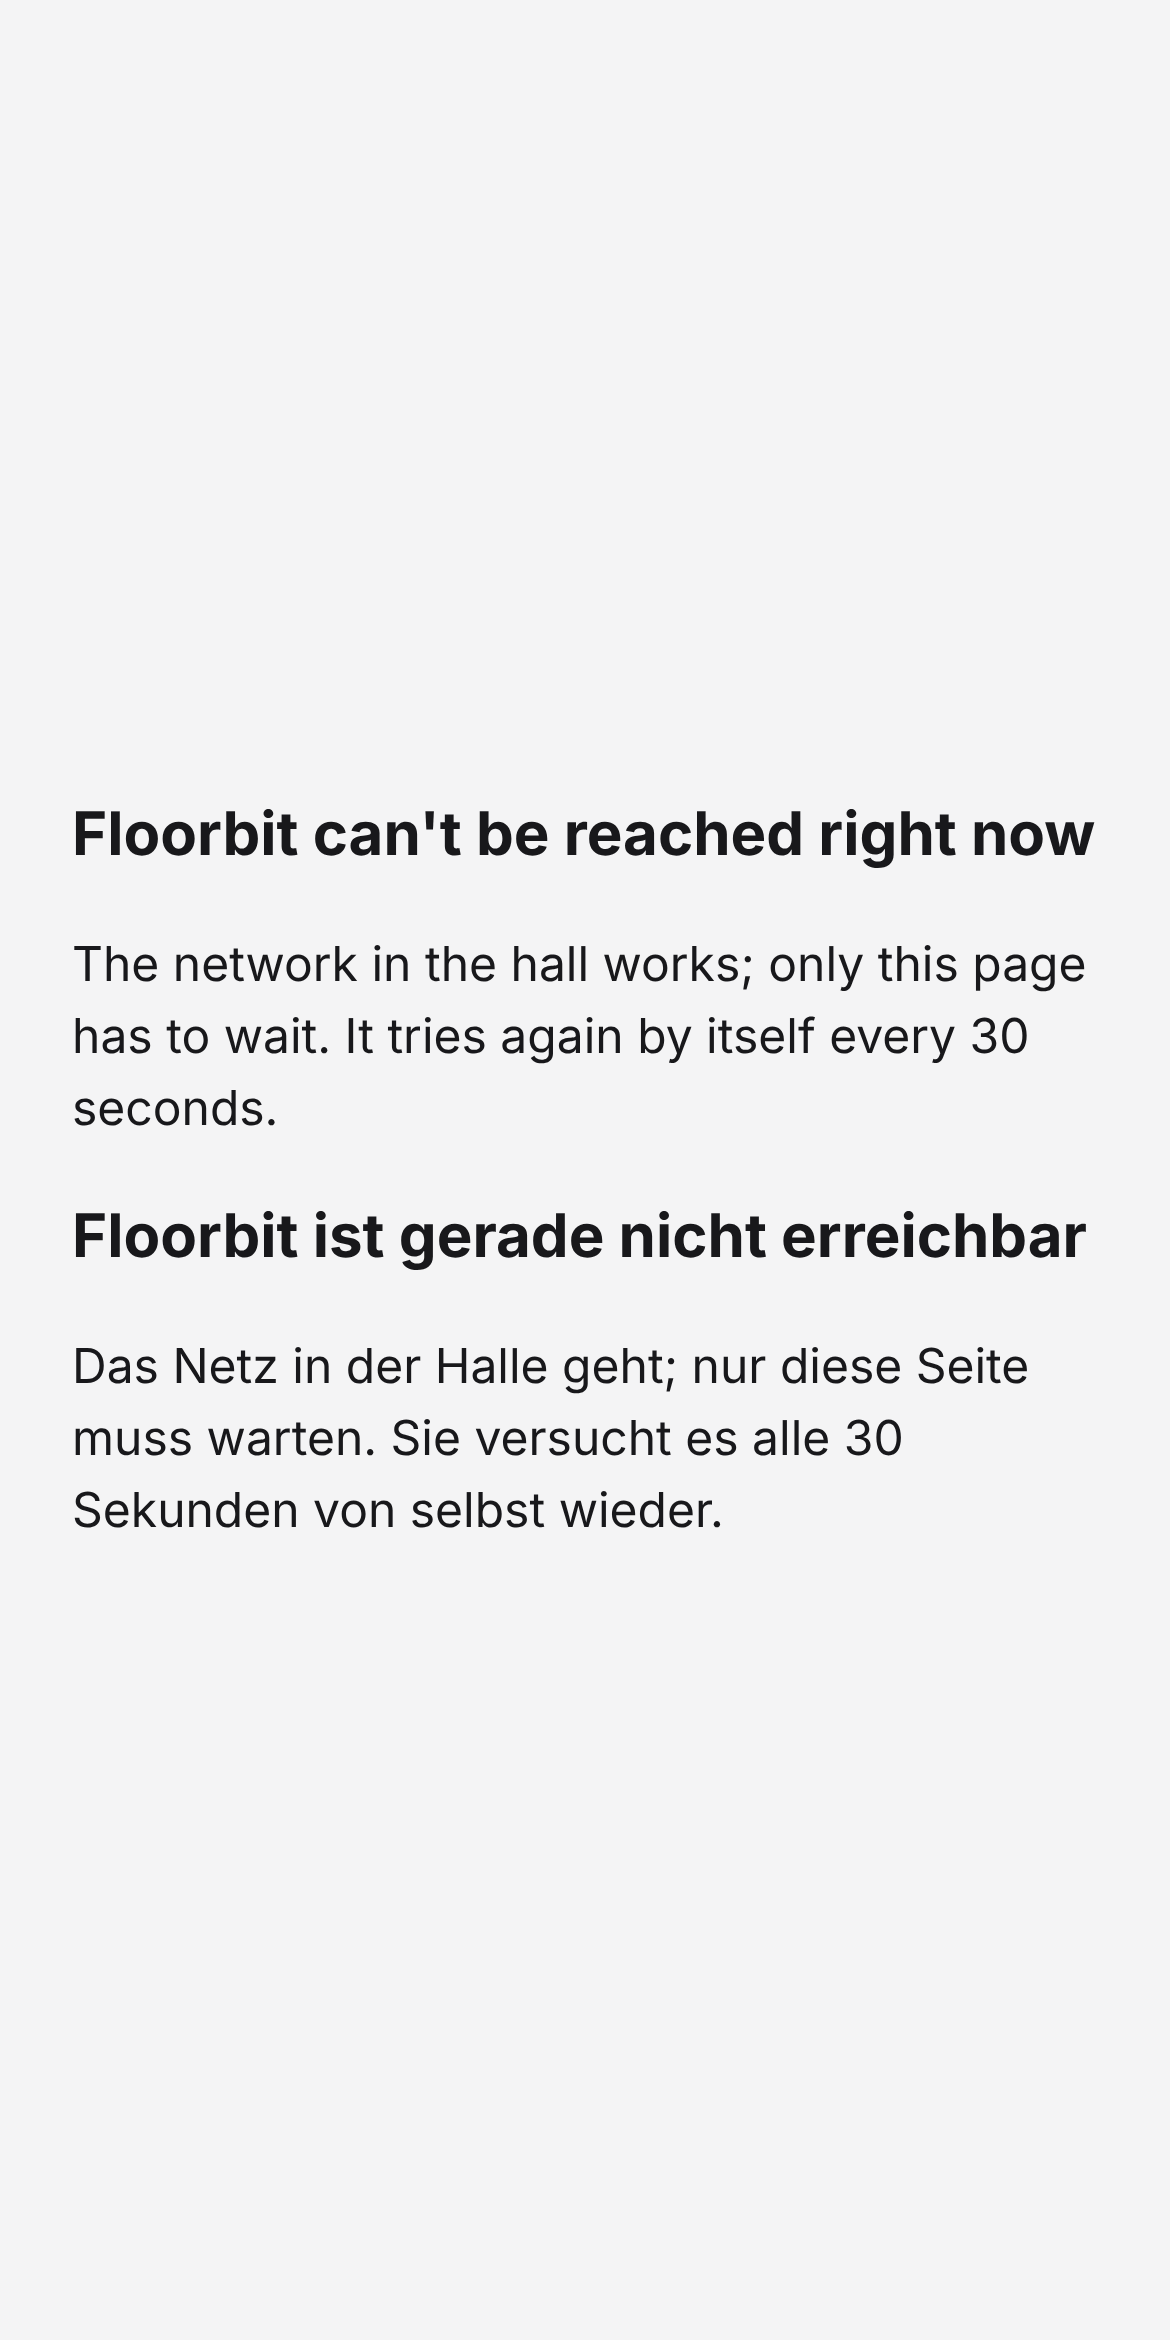 Floorbit can't be reached right now
The network in the hall works; only this page
has to wait. It tries again by itself every 30
seconds.
Floorbit ist gerade nicht erreichbar
Das Netz in der Halle geht; nur diese Seite
muss warten. Sie versucht es alle 30
Sekunden von selbst wieder.